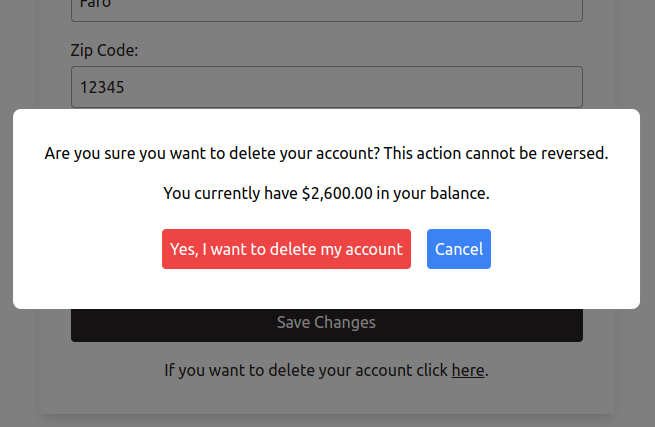 Faro
Zip Code:
12345
Are you sure you want to delete your account? This action cannot be reversed.
You currently have $2,600.00 in your balance.
Yes, I want to delete my account
Cancel
Save Changes
If you want to delete your account click here.